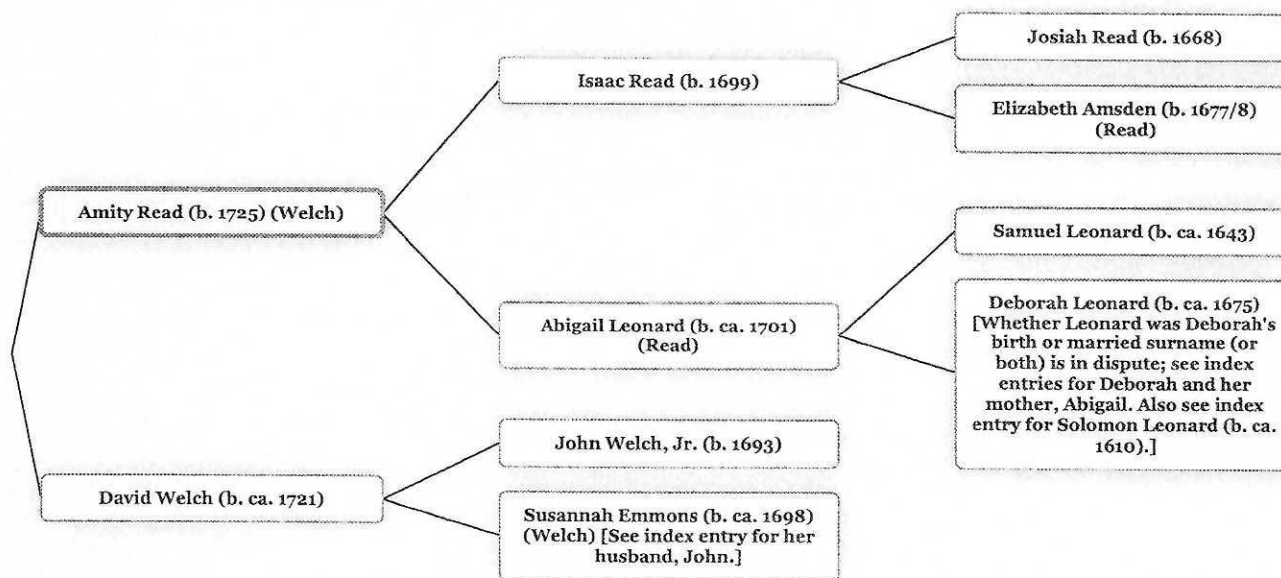 Josiah Read (b. 1668)
Isaac Read (b. 1699)
Elizabeth Amsden (b. 1677/8)
(Read)
Amity Read (b. 1725) (Welch)
Samuel Leonard (b. ca. 1643)
Abigail Leonard (b. ca. 1701)
(Read)
Deborah Leonard (b. ca. 1675)
[Whether Leonard was Deborah's
birth or married surname (or
both) is in dispute; see index
entries for Deborah and her
mother, Abigail. Also see index
entry for Solomon Leonard (b. ca.
1610).]
John Welch, Jr. (b. 1693)
David Welch (b. ca. 1721)
Susannah Emmons (b. ca. 1698)
(Welch) [See index entry for her
husband, John.]